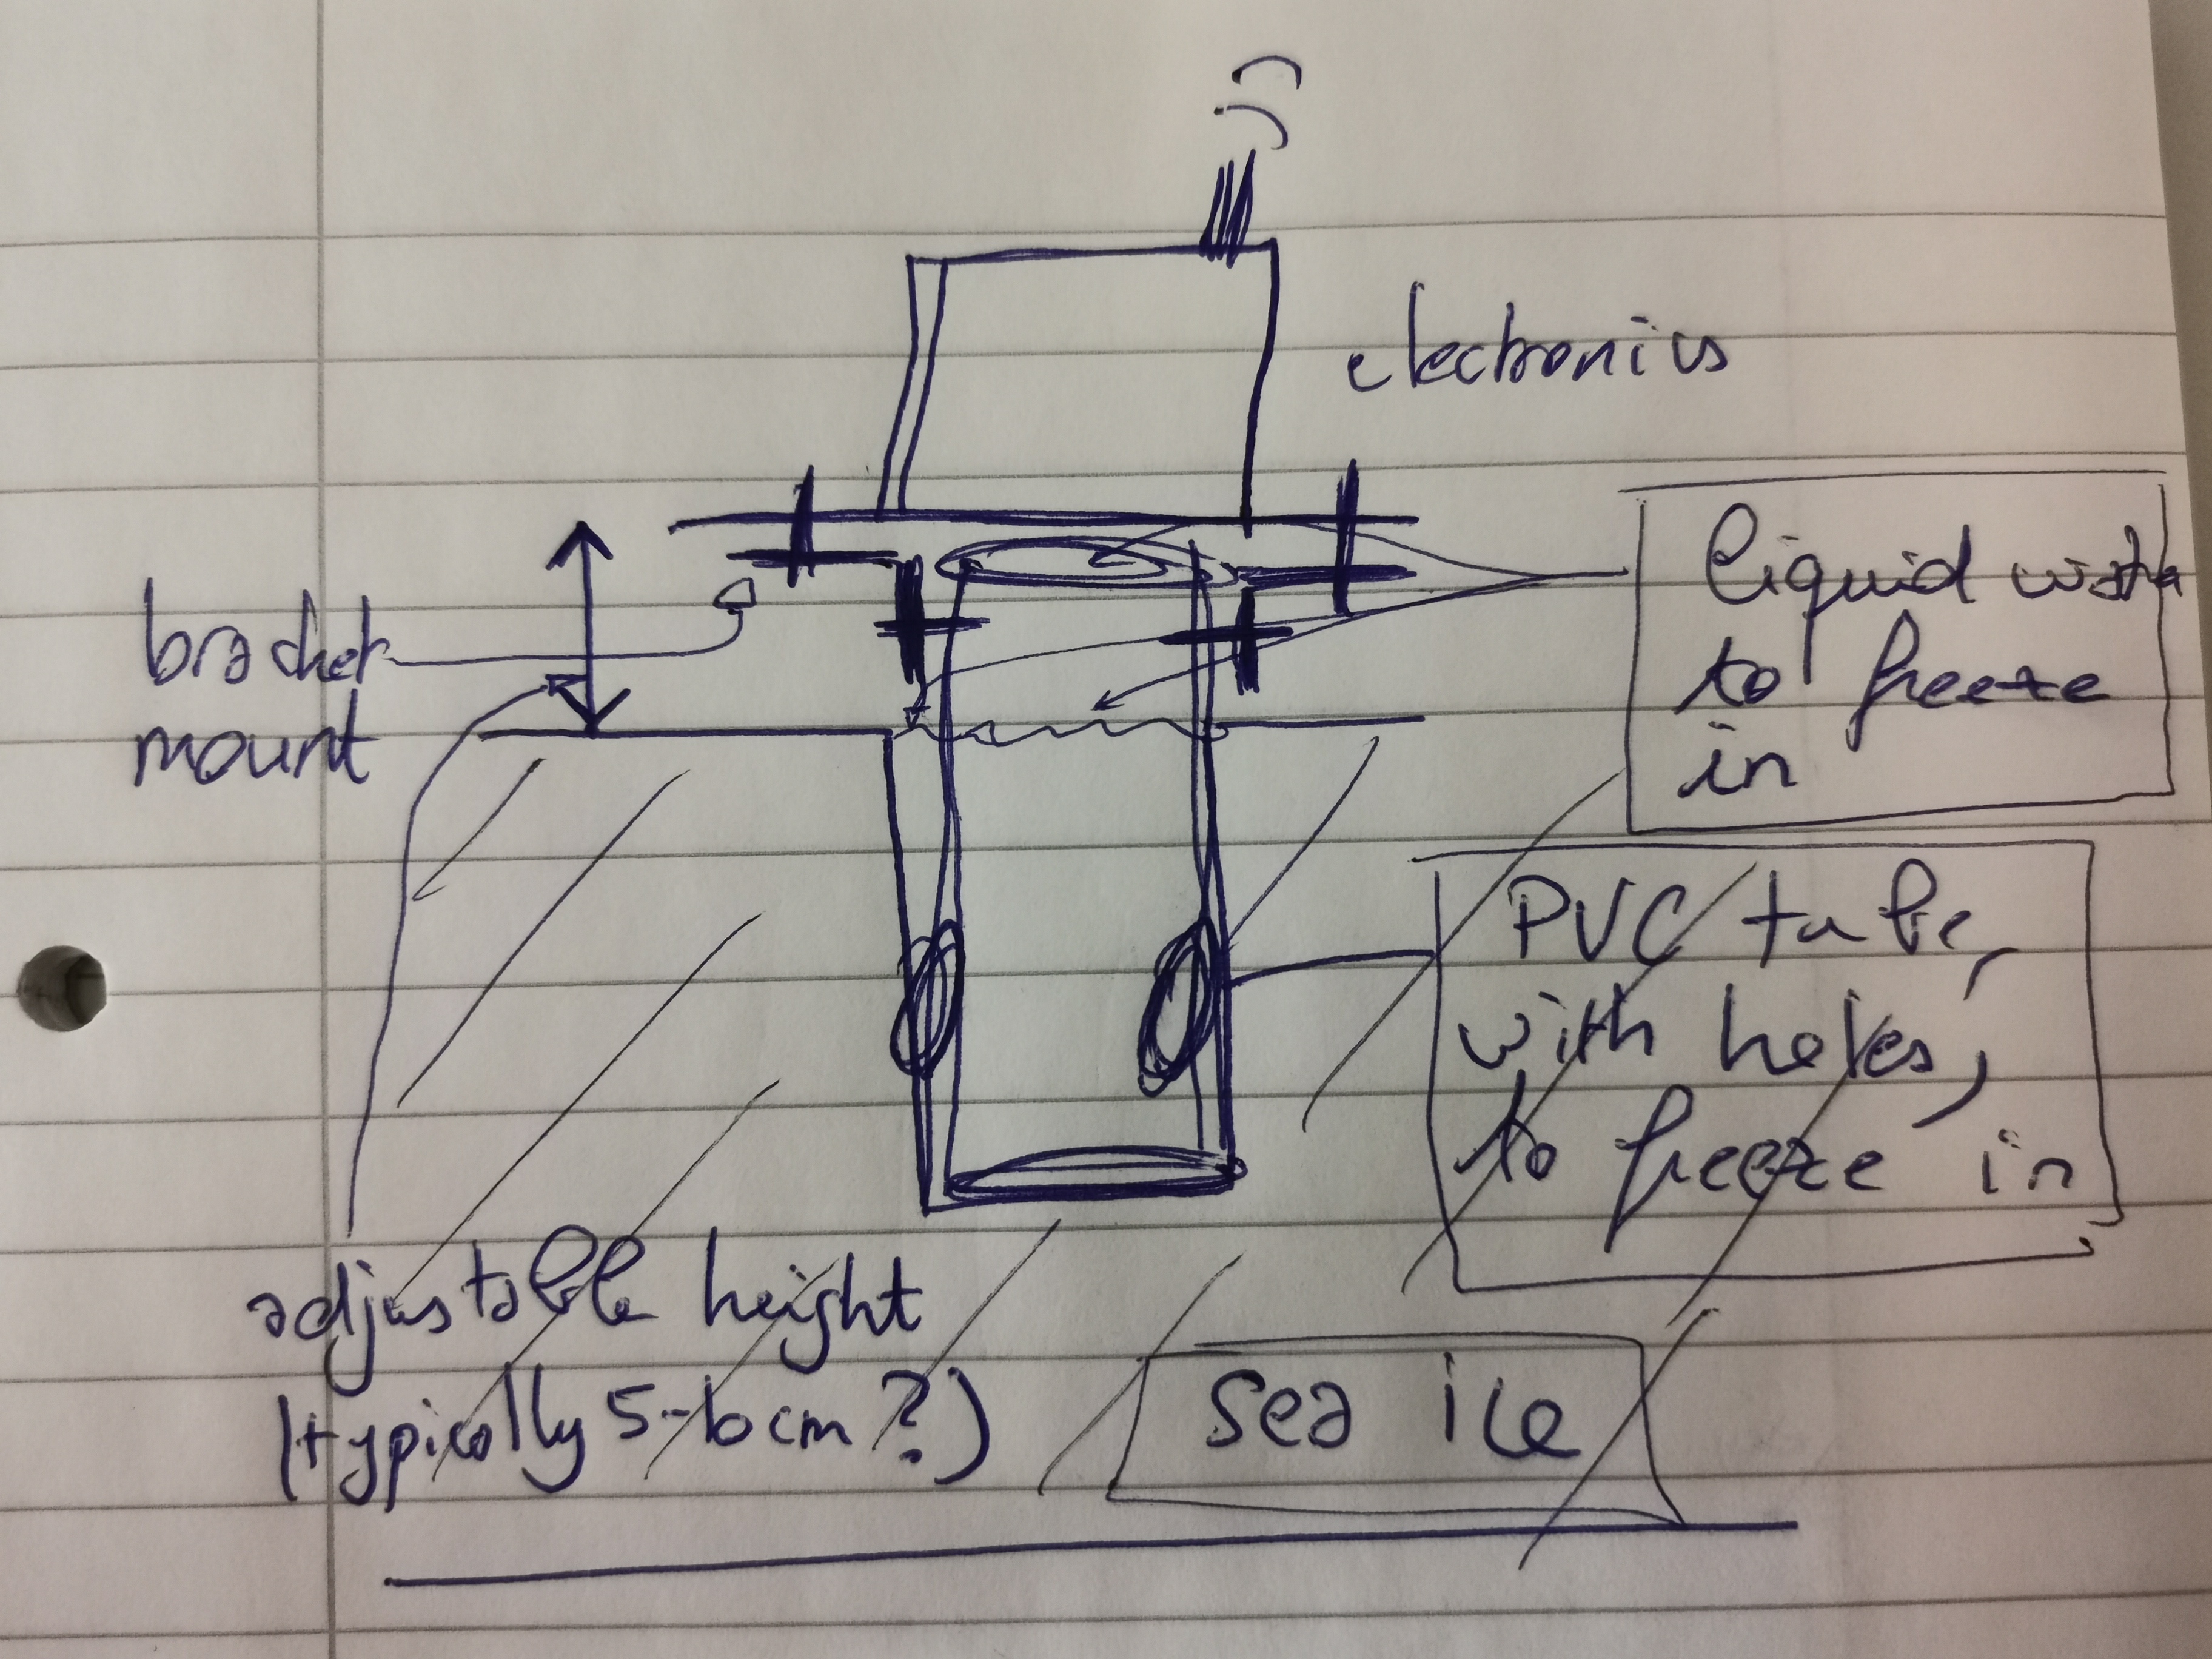 electronics
liquid water
to freeze
in
bracket
mount
PVC tube,
with holes,
to freeze in
adjustable height
(typically 5-10cm?)
sea ice